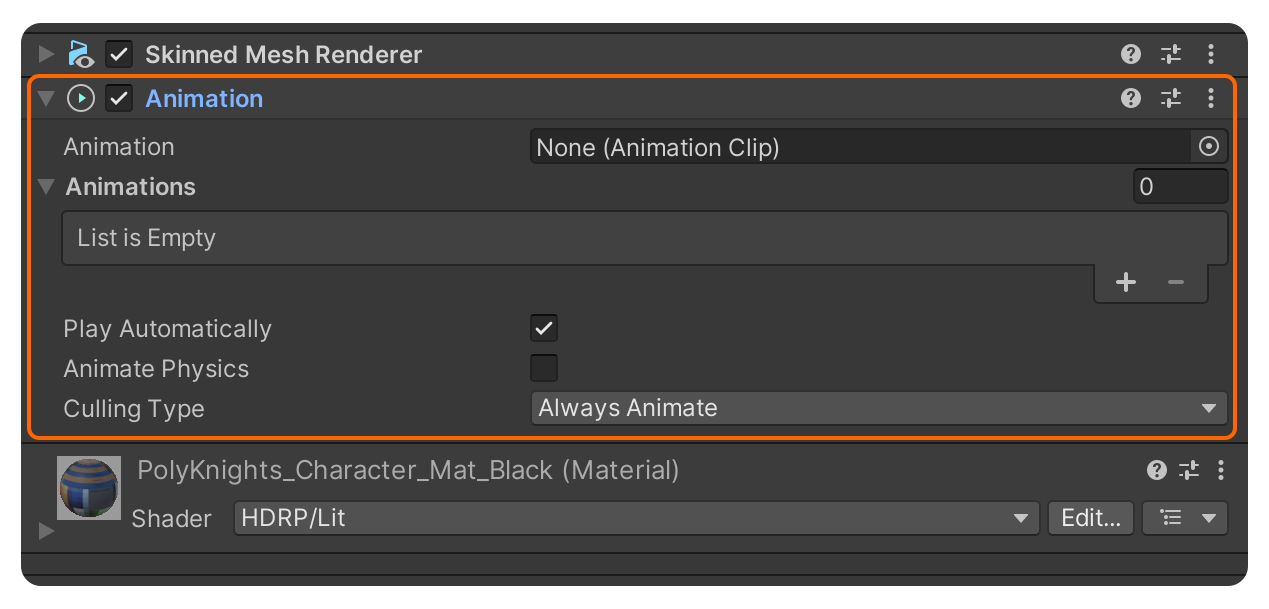 Skinned Mesh Renderer
Animation
Animation None (Animation Clip)
Animations 0
List is Empty
+ −
Play Automatically
Animate Physics
Culling Type Always Animate
PolyKnights_Character_Mat_Black (Material)
Shader HDRP/Lit Edit...